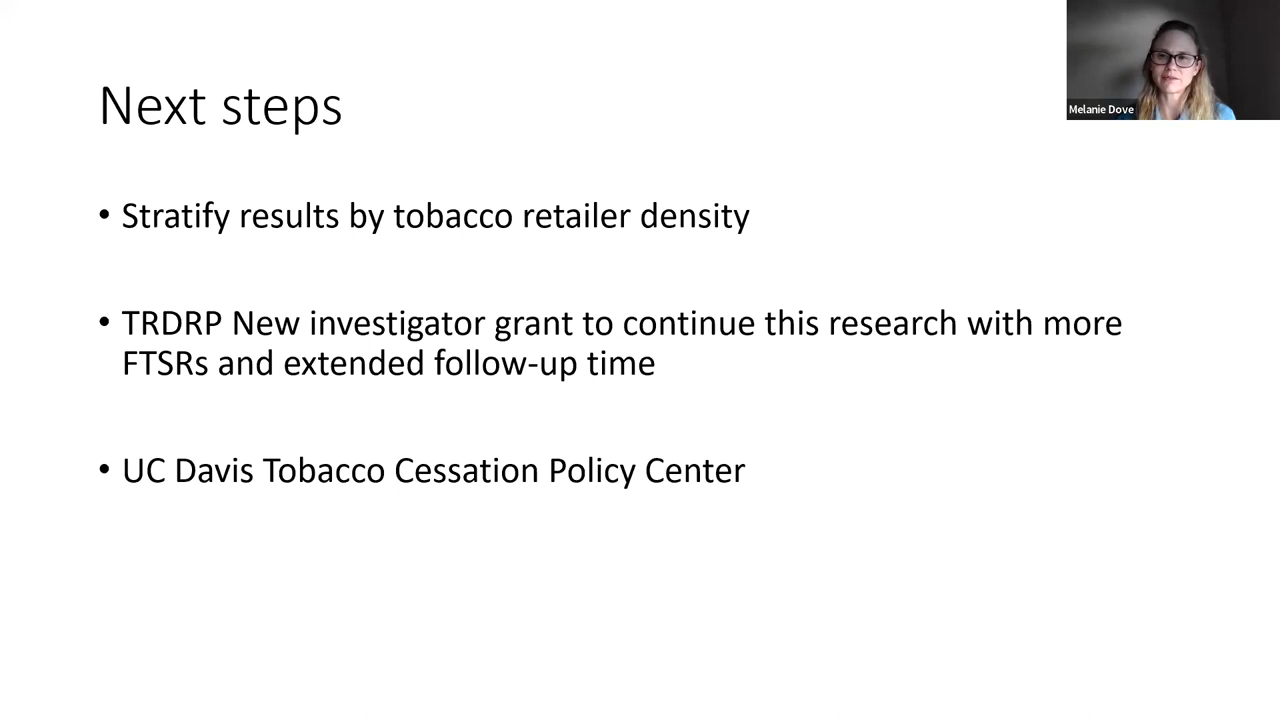 Next steps
Melanie Dove
• Stratify results by tobacco retailer density
• TRDRP New investigator grant to continue this research with more
FTSRs and extended follow-up time
• UC Davis Tobacco Cessation Policy Center